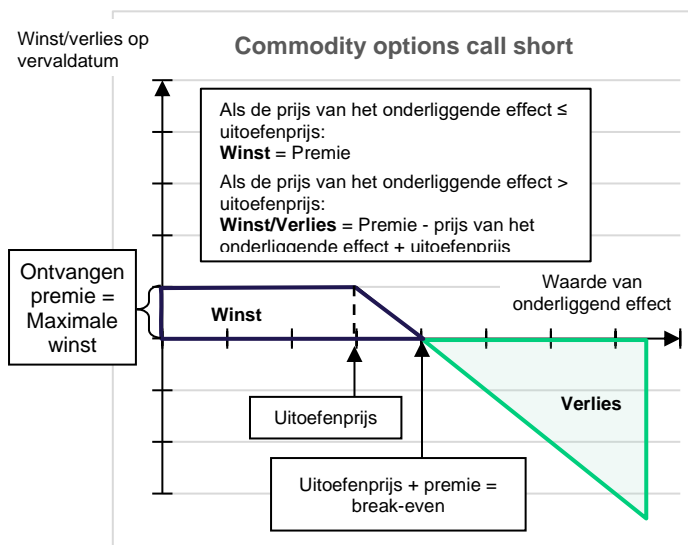 Winst/verlies op
vervaldatum
Commodity options call short
Als de prijs van het onderliggende effect ≤
uitoefenprijs:
Winst = Premie
Als de prijs van het onderliggende effect >
uitoefenprijs:
Winst/Verlies = Premie - prijs van het
onderliggende effect + uitoefenprijs
Ontvangen
premie =
Maximale
winst
Waarde van
onderliggend effect
Winst
Verlies
Uitoefenprijs
Uitoefenprijs + premie =
break-even